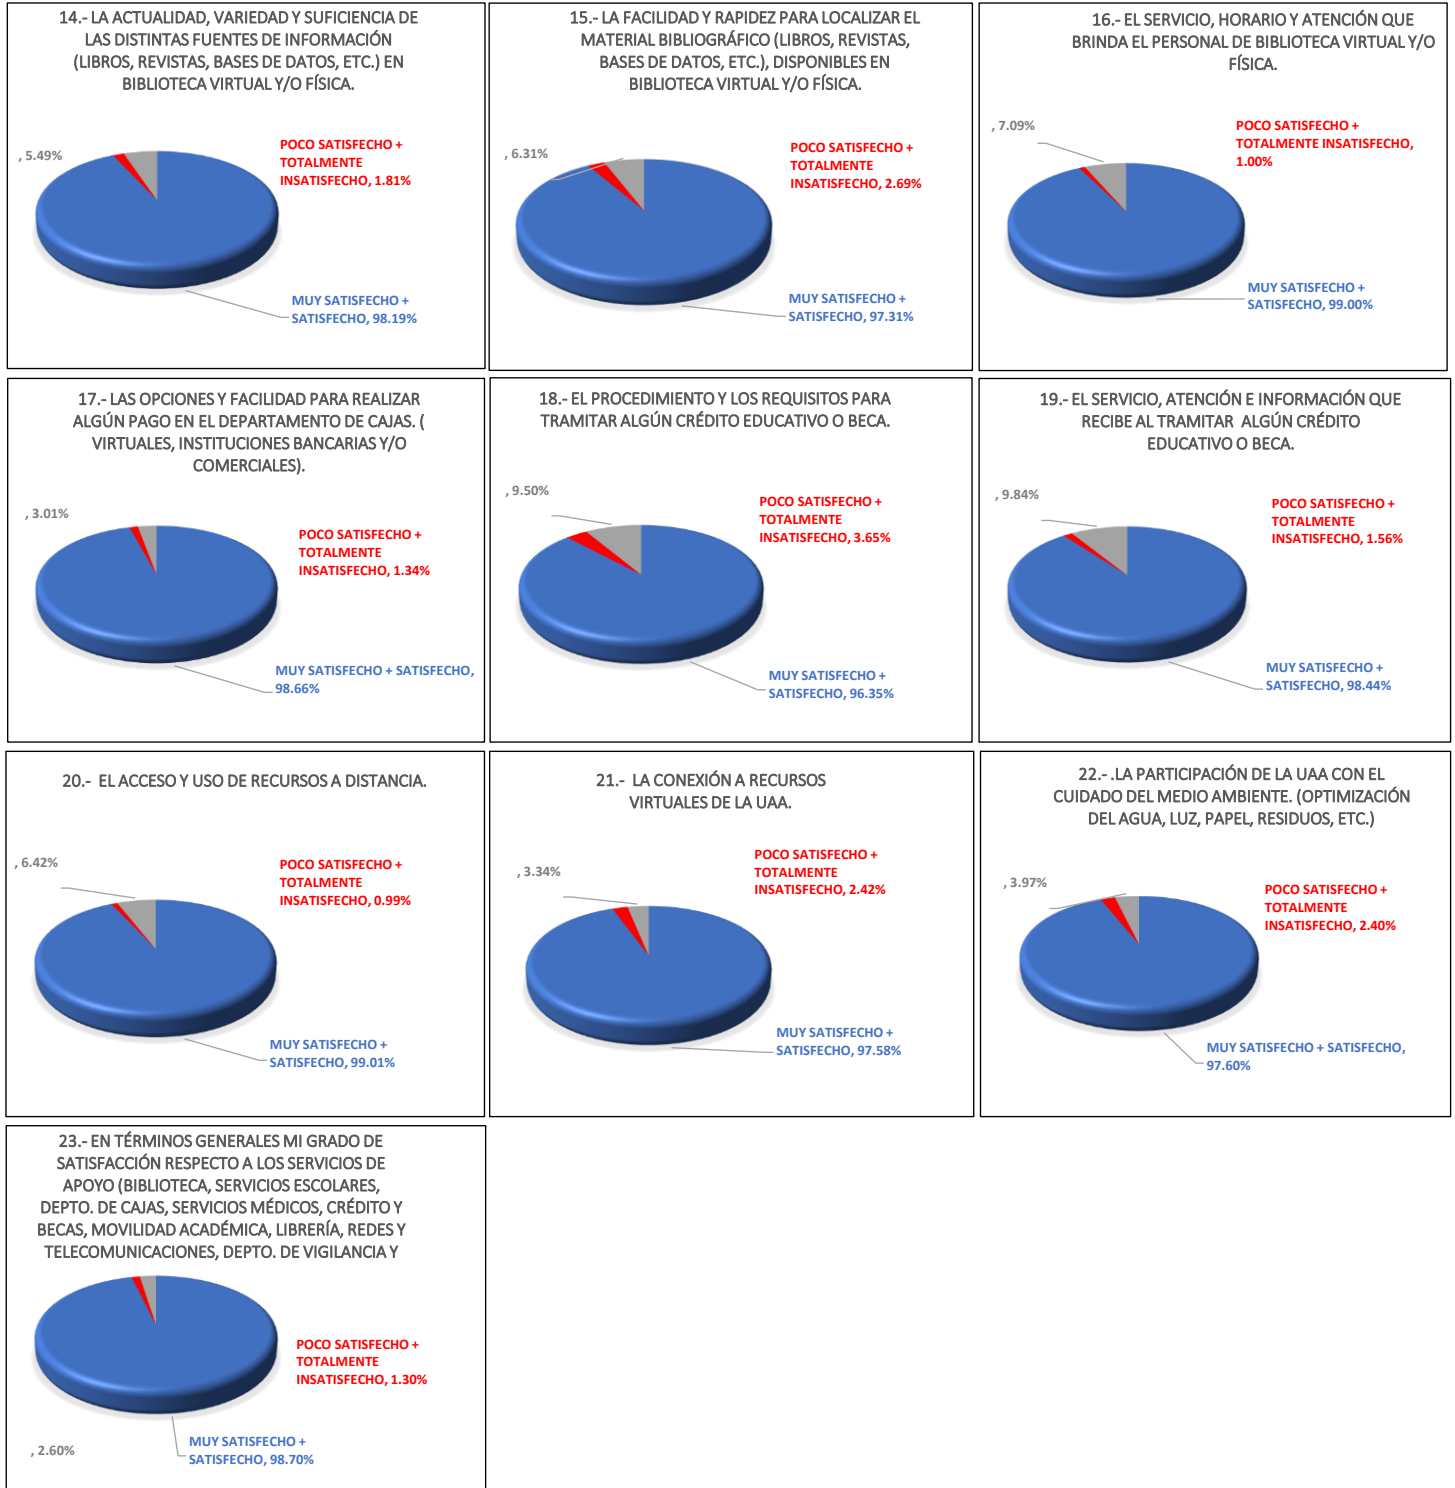 14.- LA ACTUALIDAD, VARIEDAD Y SUFICIENCIA DE
LAS DISTINTAS FUENTES DE INFORMACIÓN
(LIBROS, REVISTAS, BASES DE DATOS, ETC.) EN
BIBLIOTECA VIRTUAL Y/O FÍSICA.
, 5.49%
POCO SATISFECHO +
TOTALMENTE
INSATISFECHO, 1.81%
MUY SATISFECHO +
SATISFECHO, 98.19%
15.- LA FACILIDAD Y RAPIDEZ PARA LOCALIZAR EL
MATERIAL BIBLIOGRÁFICO (LIBROS, REVISTAS,
BASES DE DATOS, ETC.), DISPONIBLES EN
BIBLIOTECA VIRTUAL Y/O FÍSICA.
, 6.31%
POCO SATISFECHO +
TOTALMENTE
INSATISFECHO, 2.69%
MUY SATISFECHO +
SATISFECHO, 97.31%
16.- EL SERVICIO, HORARIO Y ATENCIÓN QUE
BRINDA EL PERSONAL DE BIBLIOTECA VIRTUAL Y/O
FÍSICA.
, 7.09%
POCO SATISFECHO +
TOTALMENTE INSATISFECHO,
1.00%
MUY SATISFECHO +
SATISFECHO, 99.00%
17.- LAS OPCIONES Y FACILIDAD PARA REALIZAR
ALGÚN PAGO EN EL DEPARTAMENTO DE CAJAS. (
VIRTUALES, INSTITUCIONES BANCARIAS Y/O
COMERCIALES).
, 3.01%
POCO SATISFECHO +
TOTALMENTE
INSATISFECHO, 1.34%
MUY SATISFECHO + SATISFECHO,
98.66%
18.- EL PROCEDIMIENTO Y LOS REQUISITOS PARA
TRAMITAR ALGÚN CRÉDITO EDUCATIVO O BECA.
, 9.50%
POCO SATISFECHO +
TOTALMENTE
INSATISFECHO, 3.65%
MUY SATISFECHO +
SATISFECHO, 96.35%
19.- EL SERVICIO, ATENCIÓN E INFORMACIÓN QUE
RECIBE AL TRAMITAR ALGÚN CRÉDITO
EDUCATIVO O BECA.
, 9.84%
POCO SATISFECHO +
TOTALMENTE
INSATISFECHO, 1.56%
MUY SATISFECHO +
SATISFECHO, 98.44%
20.- EL ACCESO Y USO DE RECURSOS A DISTANCIA.
, 6.42%
POCO SATISFECHO +
TOTALMENTE
INSATISFECHO, 0.99%
MUY SATISFECHO +
SATISFECHO, 99.01%
21.- LA CONEXIÓN A RECURSOS
VIRTUALES DE LA UAA.
, 3.34%
POCO SATISFECHO +
TOTALMENTE
INSATISFECHO, 2.42%
MUY SATISFECHO +
SATISFECHO, 97.58%
22.- .LA PARTICIPACIÓN DE LA UAA CON EL
CUIDADO DEL MEDIO AMBIENTE. (OPTIMIZACIÓN
DEL AGUA, LUZ, PAPEL, RESIDUOS, ETC.)
, 3.97%
POCO SATISFECHO +
TOTALMENTE
INSATISFECHO, 2.40%
MUY SATISFECHO + SATISFECHO,
97.60%
23.- EN TÉRMINOS GENERALES MI GRADO DE
SATISFACCIÓN RESPECTO A LOS SERVICIOS DE
APOYO (BIBLIOTECA, SERVICIOS ESCOLARES,
DEPTO. DE CAJAS, SERVICIOS MÉDICOS, CRÉDITO Y
BECAS, MOVILIDAD ACADÉMICA, LIBRERÍA, REDES Y
TELECOMUNICACIONES, DEPTO. DE VIGILANCIA Y
POCO SATISFECHO +
TOTALMENTE
INSATISFECHO, 1.30%
MUY SATISFECHO +
SATISFECHO, 98.70%
, 2.60%